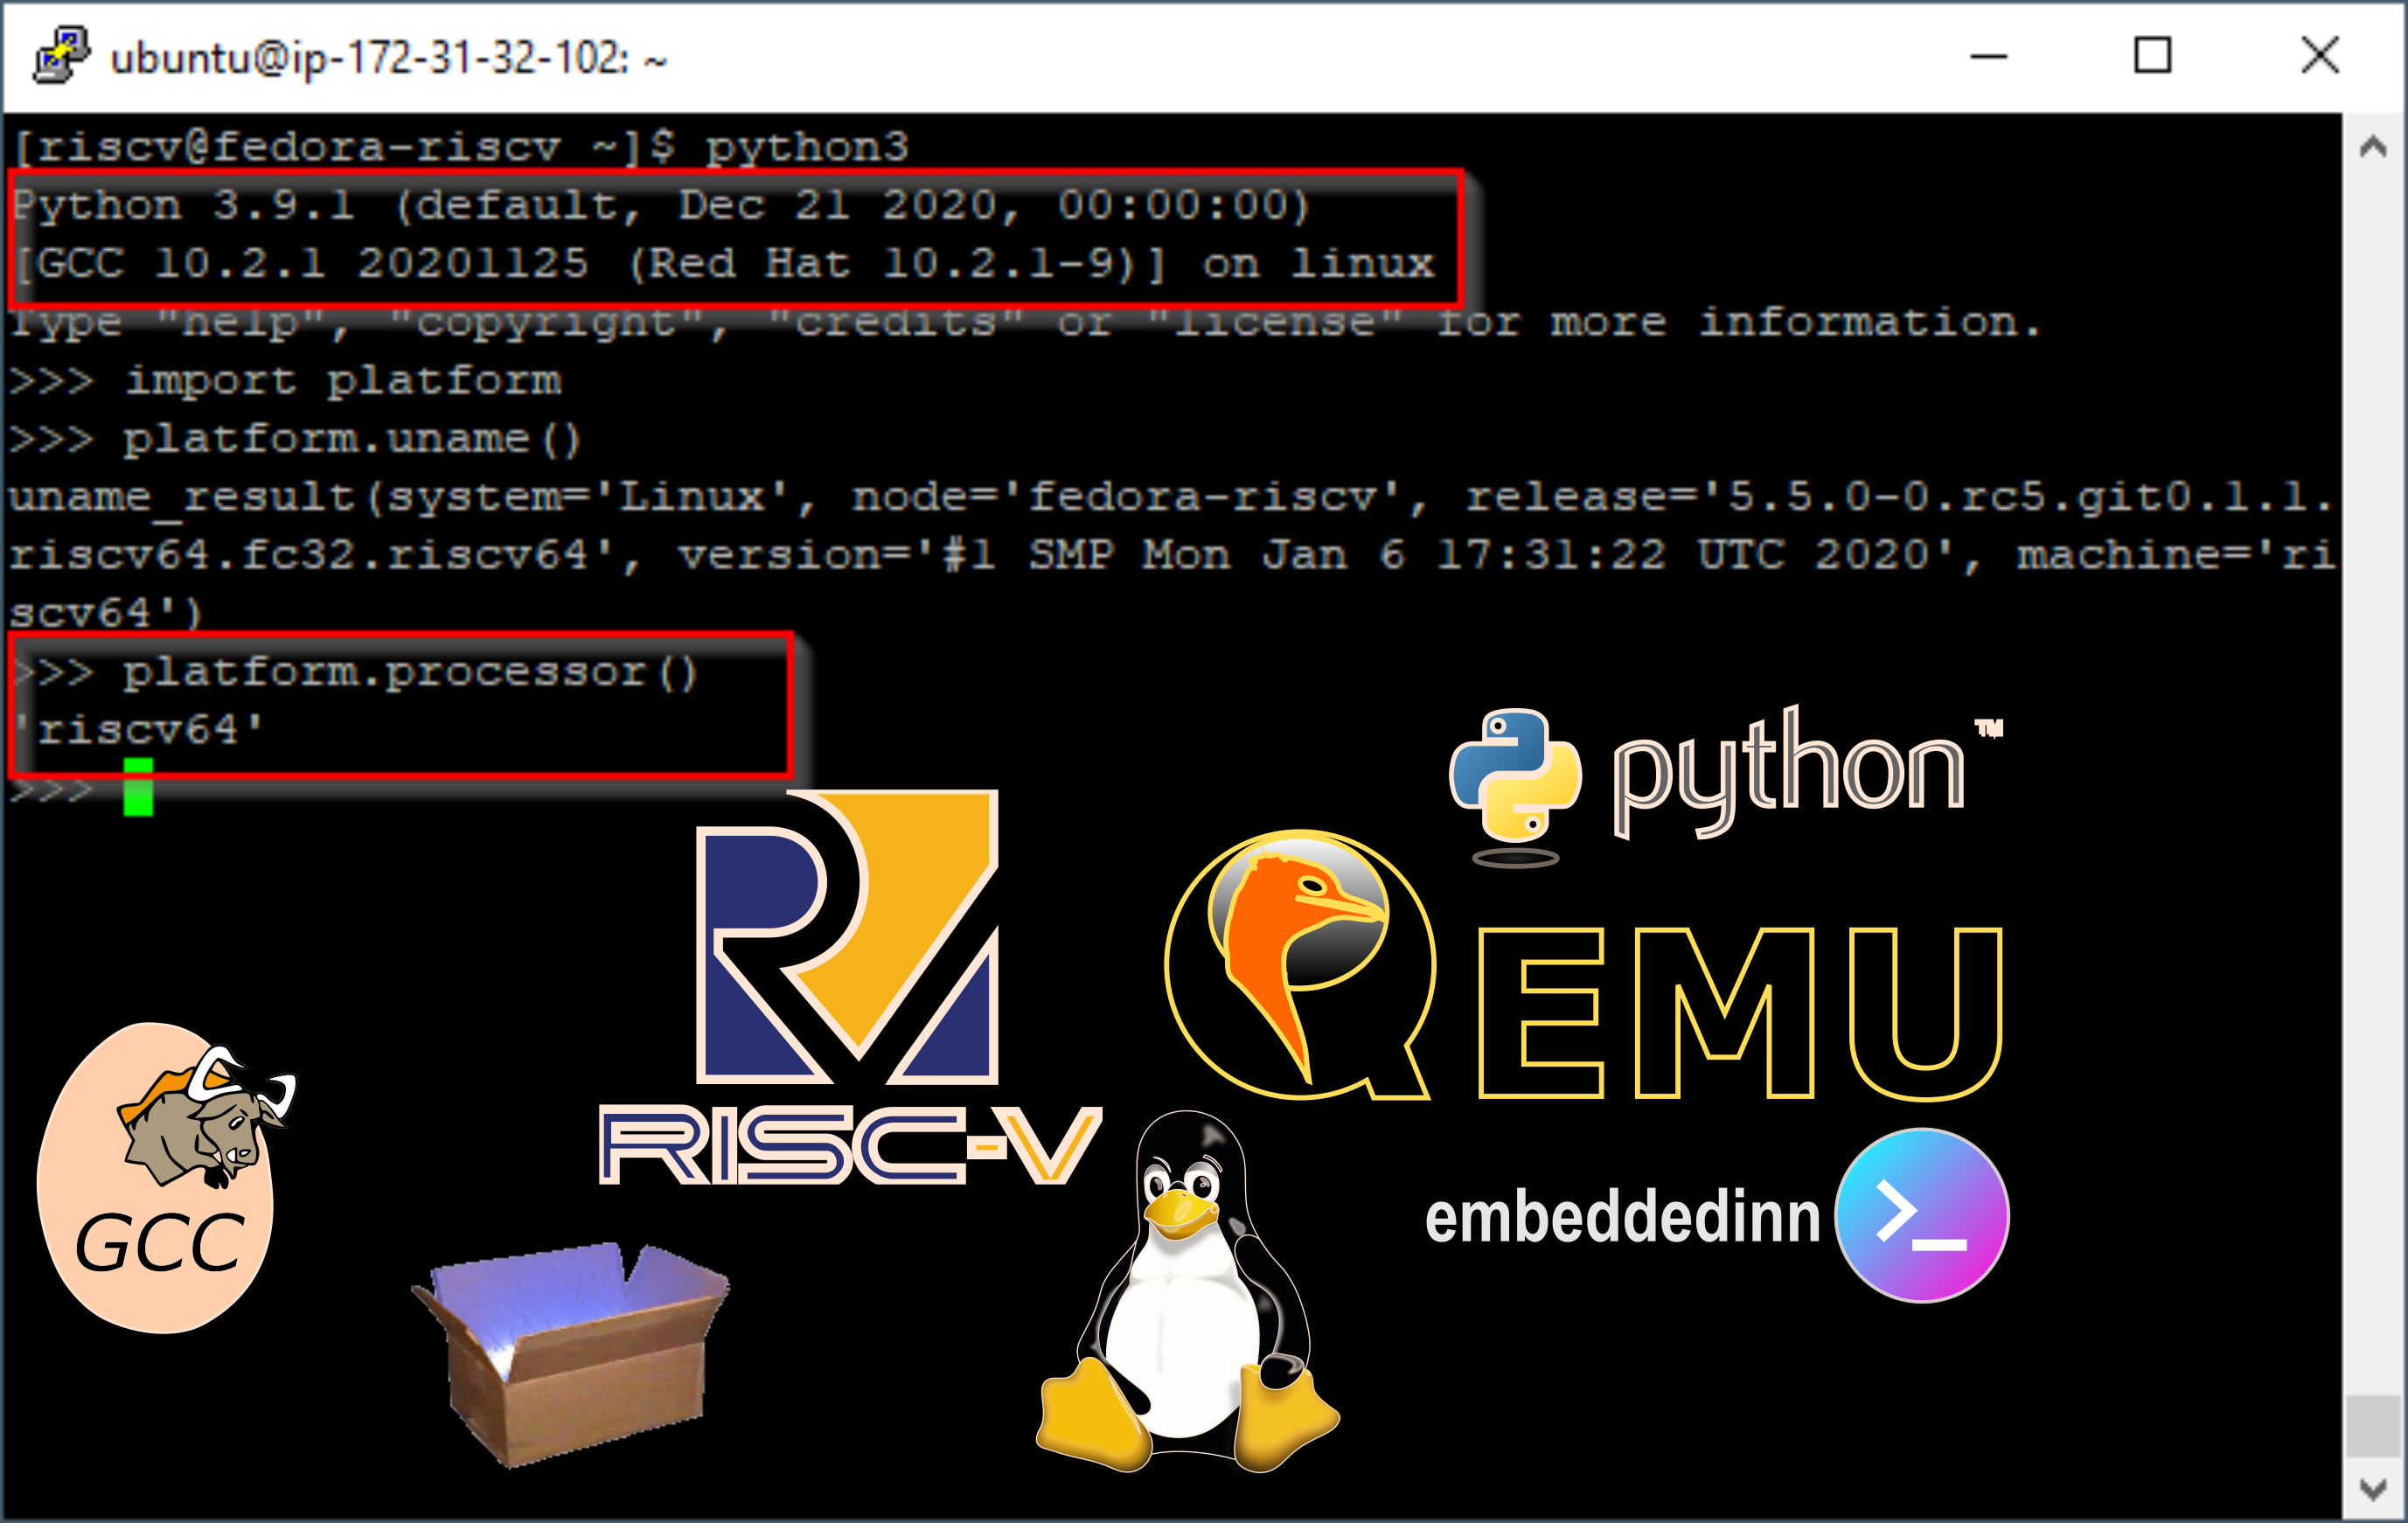 ubuntu@ip-172-31-32-102: ~
[riscv@fedora-riscv ~]$ python3
Python 3.9.1 (default, Dec 21 2020, 00:00:00)
[GCC 10.2.1 20201125 (Red Hat 10.2.1-9)] on linux
Type "help", "copyright", "credits" or "license" for more information.
>>> import platform
>>> platform.uname()
uname_result(system='Linux', node='fedora-riscv', release='5.5.0-0.rc5.git0.1.1.
riscv64.fc32.riscv64', version='#1 SMP Mon Jan 6 17:31:22 UTC 2020', machine='ri
scv64')
>>> platform.processor()
'riscv64'
>>>
python™
QEMU
RISC-V
embeddedinn >_
GCC